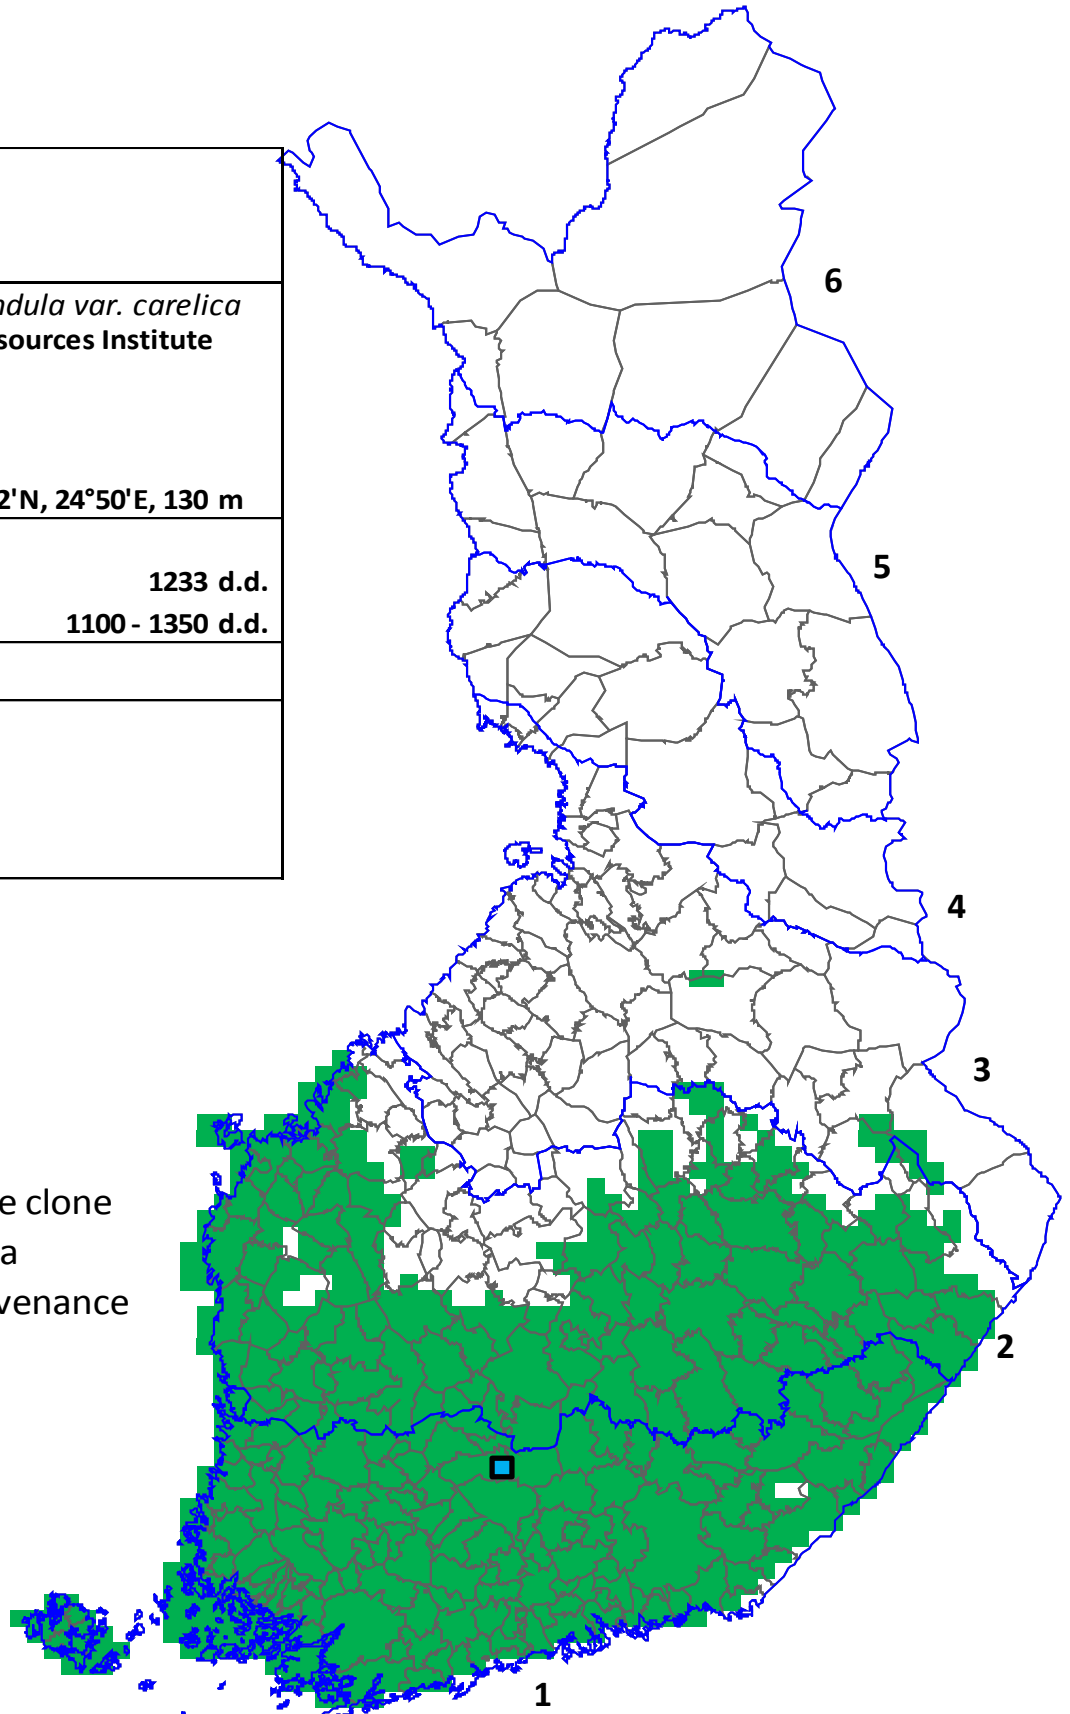 6
ndula var. carelica
sources Institute
2'N, 24°50'E, 130 m
5
1233 d.d.
1100 - 1350 d.d.
4
3
e clone
a
venance
2
1